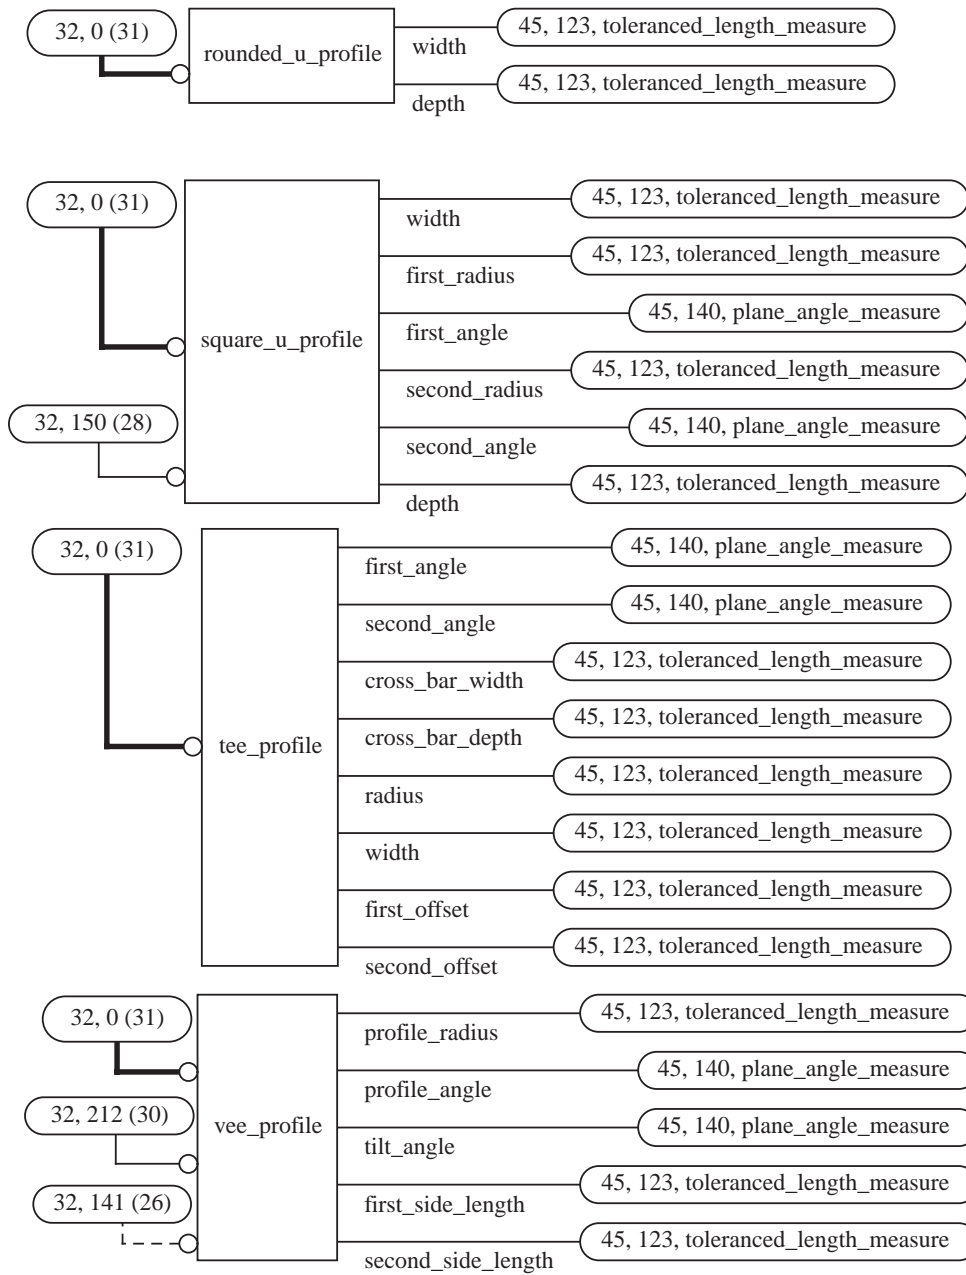 32, 0 (31)
rounded_u_profile
45, 123, toleranced_length_measure
width
45, 123, toleranced_length_measure
depth
32, 0 (31)
32, 150 (28)
square_u_profile
45, 123, toleranced_length_measure
width
45, 123, toleranced_length_measure
first_radius
45, 140, plane_angle_measure
first_angle
45, 123, toleranced_length_measure
second_radius
45, 140, plane_angle_measure
second_angle
45, 123, toleranced_length_measure
depth
32, 0 (31)
tee_profile
45, 140, plane_angle_measure
first_angle
45, 140, plane_angle_measure
second_angle
45, 123, toleranced_length_measure
cross_bar_width
45, 123, toleranced_length_measure
cross_bar_depth
45, 123, toleranced_length_measure
radius
45, 123, toleranced_length_measure
width
45, 123, toleranced_length_measure
first_offset
45, 123, toleranced_length_measure
second_offset
32, 0 (31)
32, 212 (30)
32, 141 (26)
vee_profile
45, 123, toleranced_length_measure
profile_radius
45, 140, plane_angle_measure
profile_angle
45, 140, plane_angle_measure
tilt_angle
45, 123, toleranced_length_measure
first_side_length
45, 123, toleranced_length_measure
second_side_length